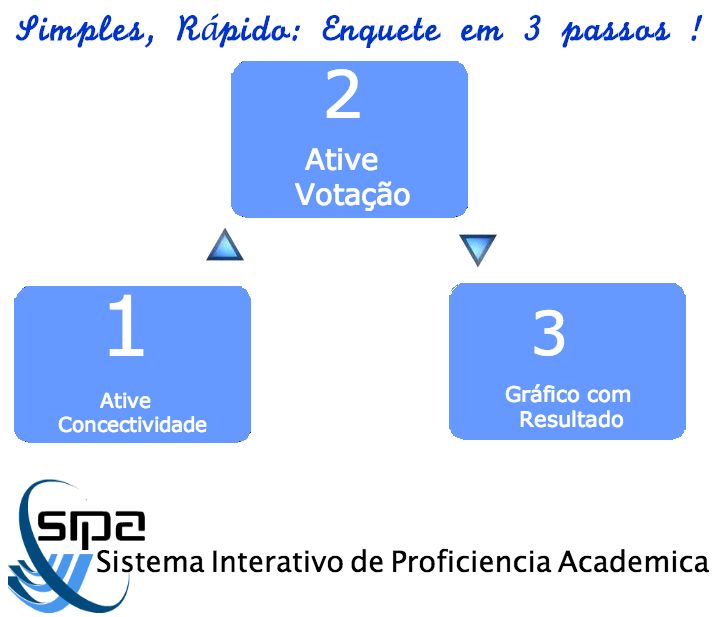 Simples, Rápido: Enquete em 3 passos !
2
Ative
Votação
1
Ative
Concectividade
3
Gráfico com
Resultado
sipa
Sistema Interativo de Proficiencia Academica